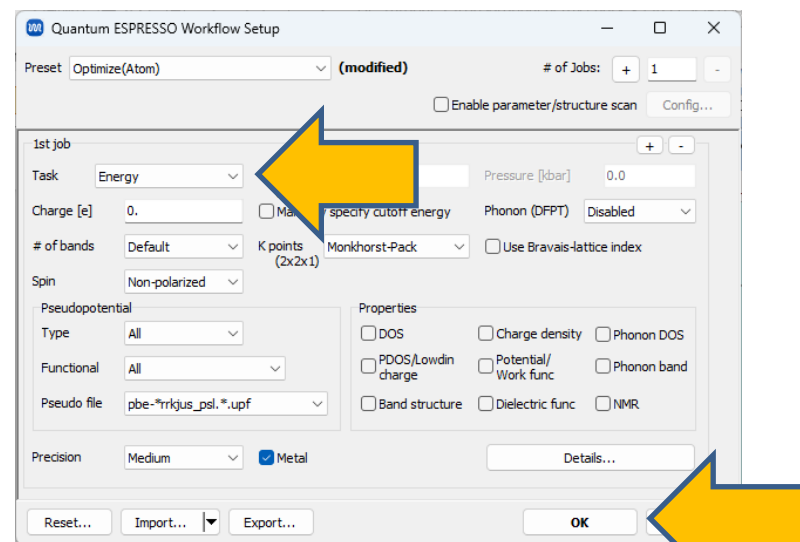 Quantum ESPRESSO Workflow Setup
Preset Optimize(Atom) (modified) # of Jobs: + 1 -
Enable parameter/structure scan Config...
1st job + -
Task Energy Pressure [kbar] 0.0
Charge [e] 0. specify cutoff energy Phonon (DFPT) Disabled
# of bands Default K points Monkhorst-Pack Use Bravais-lattice index
(2x2x1)
Spin Non-polarized
Pseudopotential Properties
Type All DOS Charge density Phonon DOS
Functional All PDOS/Lowdin charge Potential/ Work func Phonon band
Pseudo file pbe-*rrkjus_psl.*.upf Band structure Dielectric func NMR
Precision Medium Metal Details...
Reset... Import... Export... OK